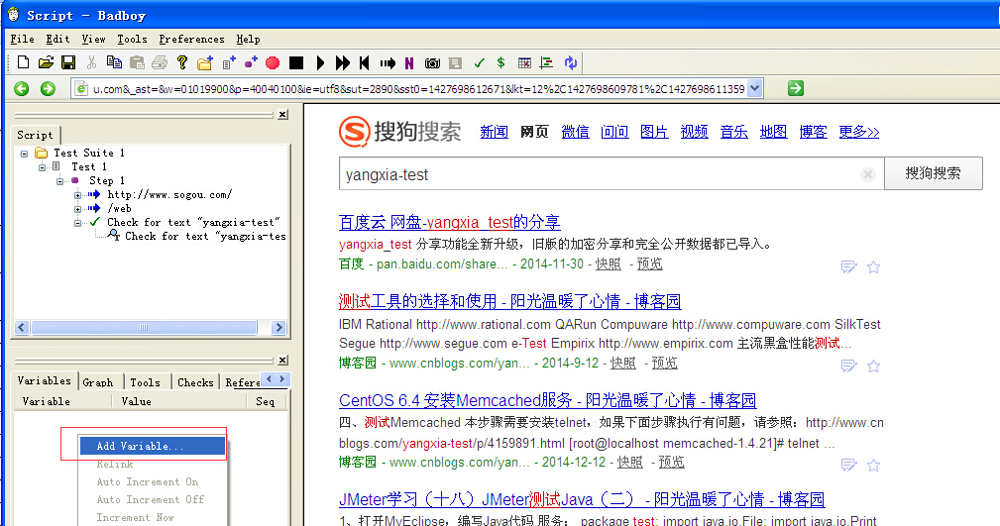 Script - Badboy
File Edit View Tools Preferences Help
u.com&_ast=&w=01019900&p=40040100&ie=utf8&sut=2890&sst0=1427698612671&lkt=12%2C1427698609781%2C1427698611359
Script
Test Suite 1
Test 1
Step 1
http://www.sogou.com/
/web
Check for text "yangxia-test"
Check for text "yangxia-tes
Variables Graph Tools Checks Refere
Variable Value Seq
Add Variable...
Relink
Auto Increment On
Auto Increment Off
Increment Now
搜狗搜索 新闻 网页 微信 问问 图片 视频 音乐 地图 博客 更多>>
yangxia-test 搜狗搜索
百度云 网盘-yangxia_test的分享
yangxia_test 分享功能全新升级，旧版的加密分享和完全公开数据都已导入。
百度 - pan.baidu.com/share... - 2014-11-30 - 快照 - 预览
测试工具的选择和使用 - 阳光温暖了心情 - 博客园
IBM Rational http://www.rational.com QARun Compuware http://www.compuware.com SilkTest
Segue http://www.segue.com e-Test Empirix http://www.empirix.com 主流黑盒性能测试...
博客园 - www.cnblogs.com/yan... - 2014-9-12 - 快照 - 预览
CentOS 6.4 安装Memcached服务 - 阳光温暖了心情 - 博客园
四、测试Memcached 本步骤需要安装telnet，如果下面步骤执行有问题，请参照：http://www.cn
blogs.com/yangxia-test/p/4159891.html [root@localhost memcached-1.4.21]# telnet ...
博客园 - www.cnblogs.com/yan... - 2014-12-12 - 快照 - 预览
JMeter学习（十八）JMeter测试Java（二） - 阳光温暖了心情 - 博客园
1、打开MyEclipse，编写Java代码 服务： package test; import java.io.File; import java.io.Print